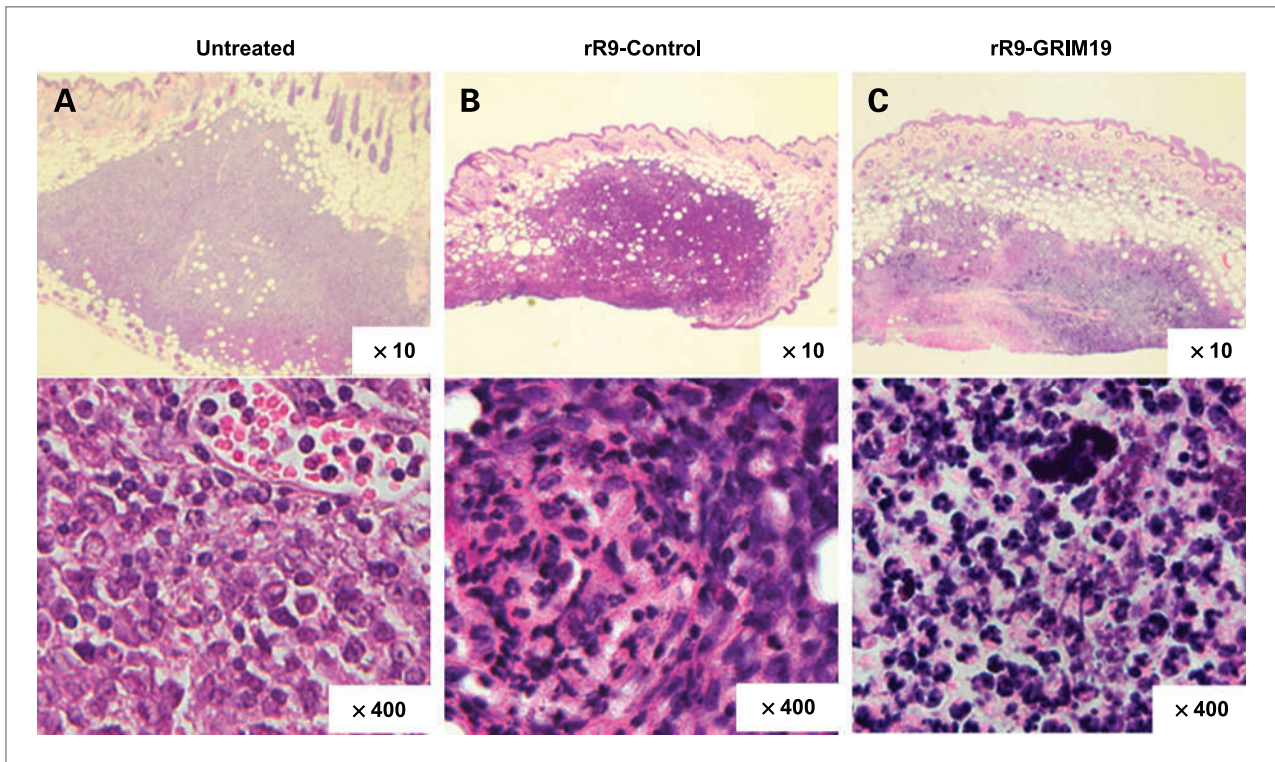 Untreated
rR9-Control
rR9-GRIM19
A
B
C
× 10
× 10
× 10
× 400
× 400
× 400